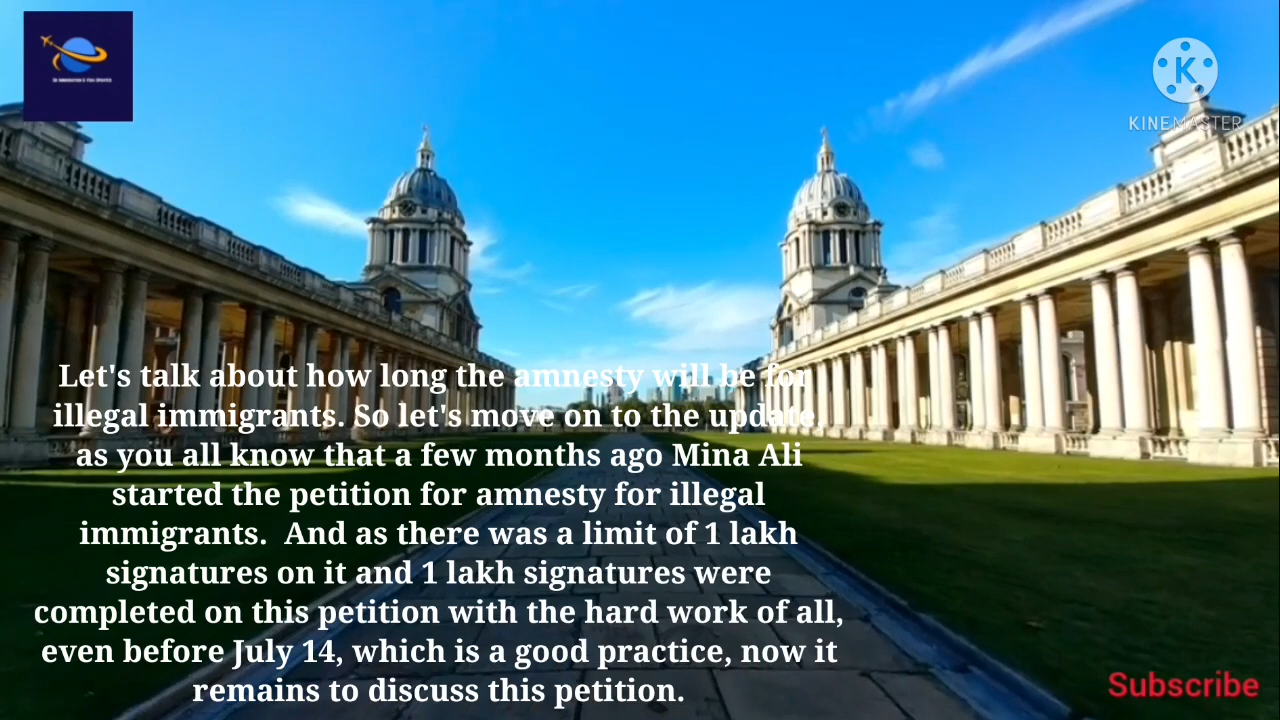 KINEMASTER
Let's talk about how long the amnesty will be for
illegal immigrants. So let's move on to the update,
as you all know that a few months ago Mina Ali
started the petition for amnesty for illegal
immigrants.  And as there was a limit of 1 lakh
signatures on it and 1 lakh signatures were
completed on this petition with the hard work of all,
even before July 14, which is a good practice, now it
remains to discuss this petition.
Subscribe